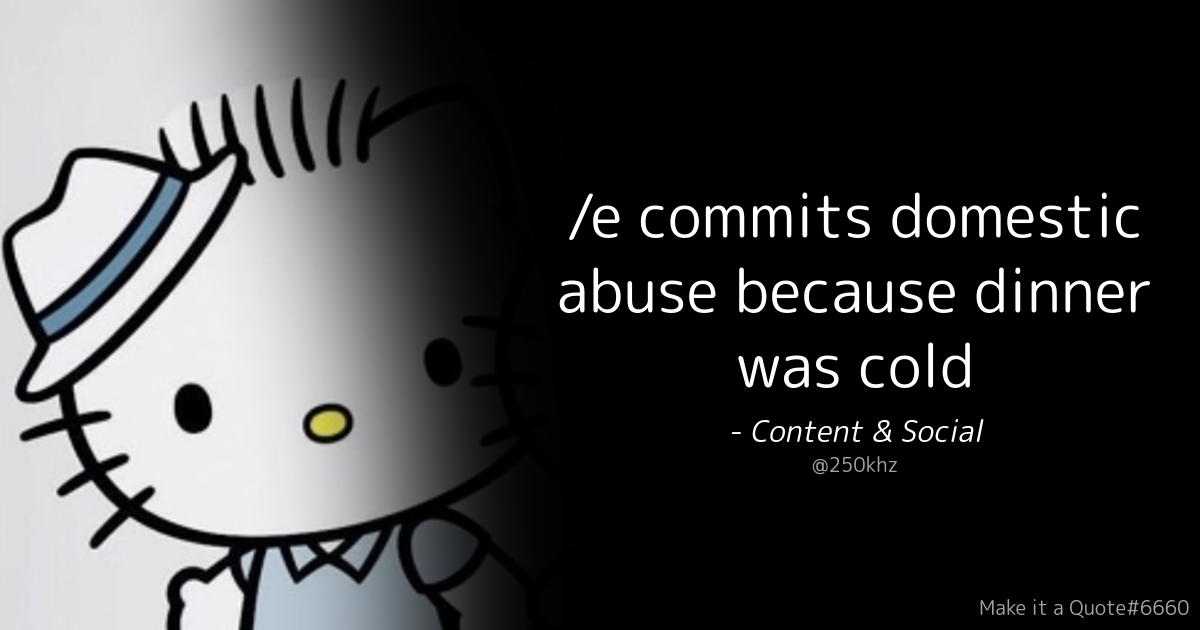 /e commits domestic
abuse because dinner
was cold
- Content & Social
@250khz
Make it a Quote#6660